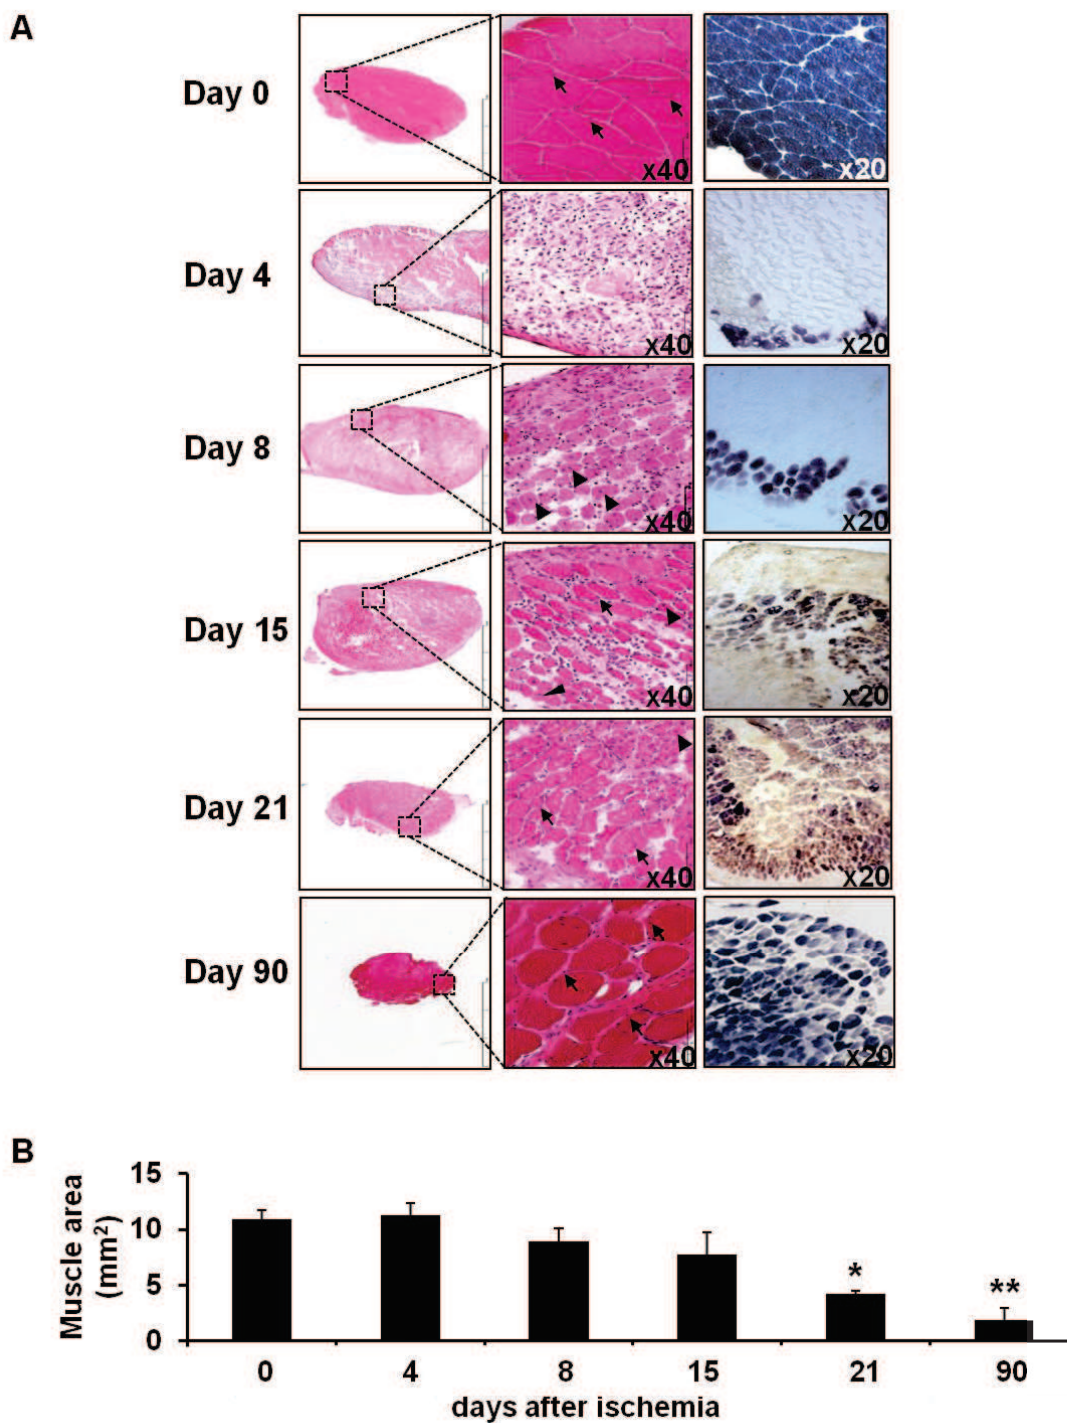 A
Day 0
x40
x20
Day 4
x40
x20
Day 8
x40
x20
Day 15
x40
x20
Day 21
x40
x20
Day 90
x40
x20
B
Muscle area
(mm²)
15
10
5
0
*
**
0 4 8 15 21 90
days after ischemia